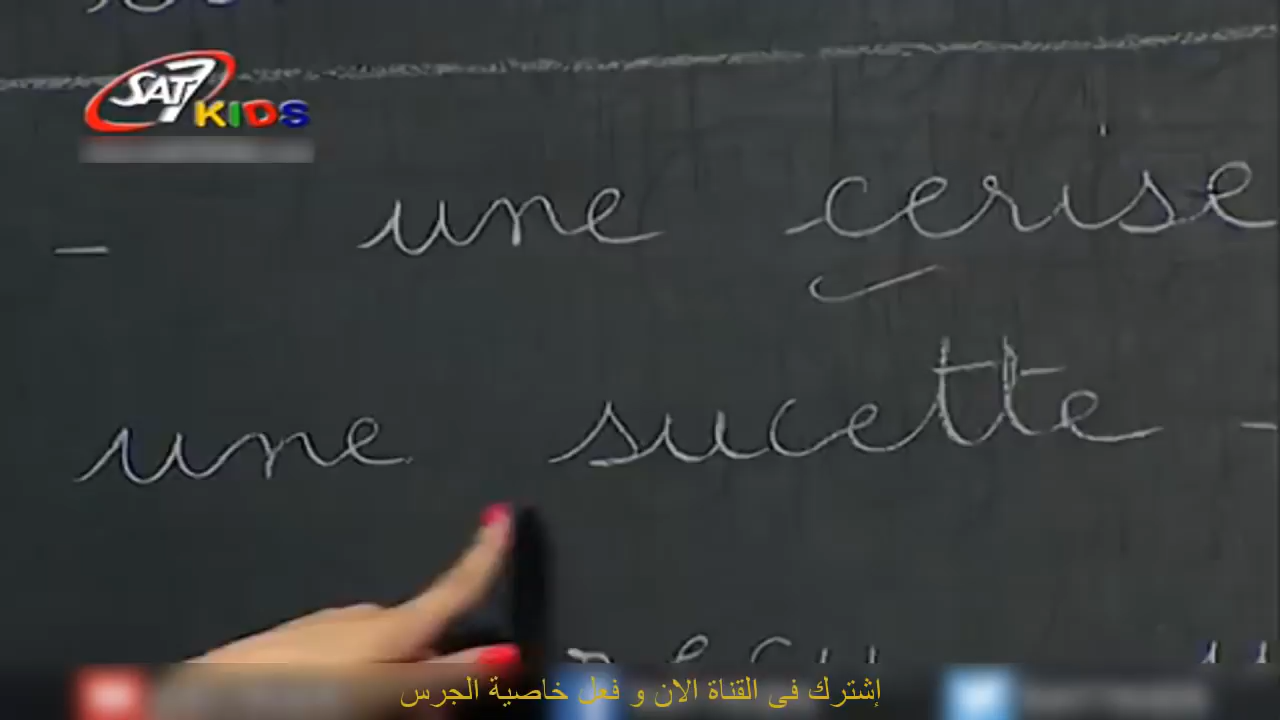 SAT7 KIDS
- une cerise
une sucette -
إشترك فى القناة الان و فعل خاصية الجرس